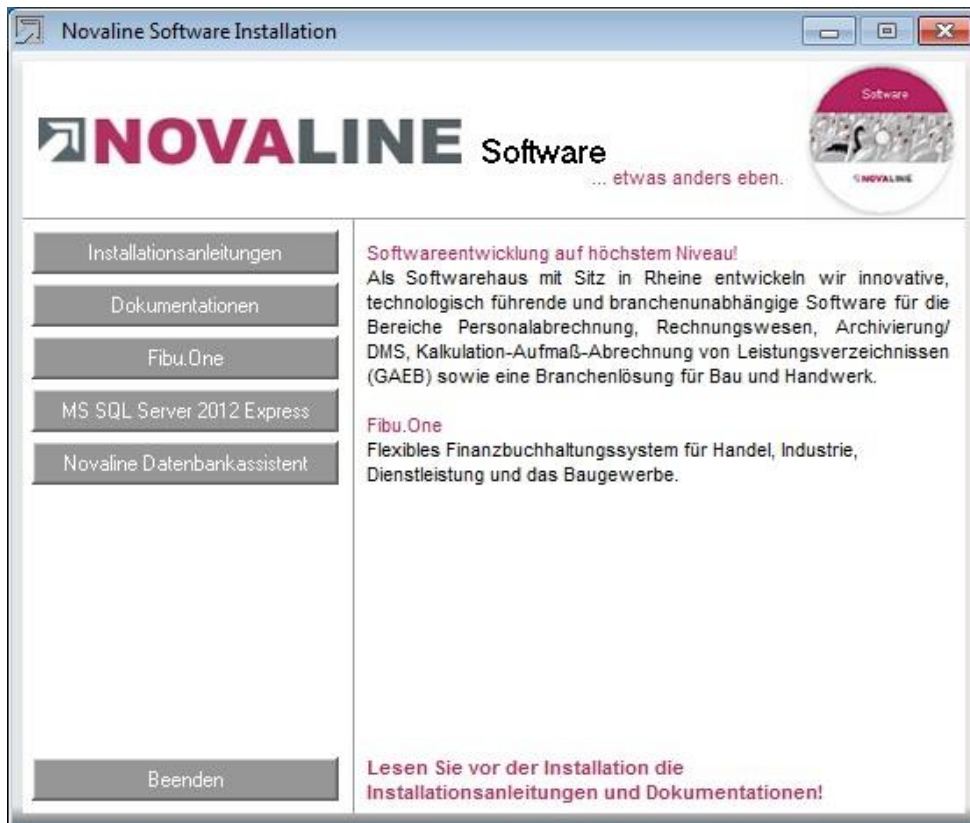 Novaline Software Installation
NOVALINE Software
... etwas anders eben.
Software
NOVALINE
Installationsanleitungen
Dokumentationen
Fibu.One
MS SQL Server 2012 Express
Novaline Datenbankassistent
Beenden
Softwareentwicklung auf höchstem Niveau!
Als Softwarehaus mit Sitz in Rheine entwickeln wir innovative,
technologisch führende und branchenunabhängige Software für die
Bereiche Personalabrechnung, Rechnungswesen, Archivierung/
DMS, Kalkulation-Aufmaß-Abrechnung von Leistungsverzeichnissen
(GAEB) sowie eine Branchenlösung für Bau und Handwerk.
Fibu.One
Flexibles Finanzbuchhaltungssystem für Handel, Industrie,
Dienstleistung und das Baugewerbe.
Lesen Sie vor der Installation die
Installationsanleitungen und Dokumentationen!